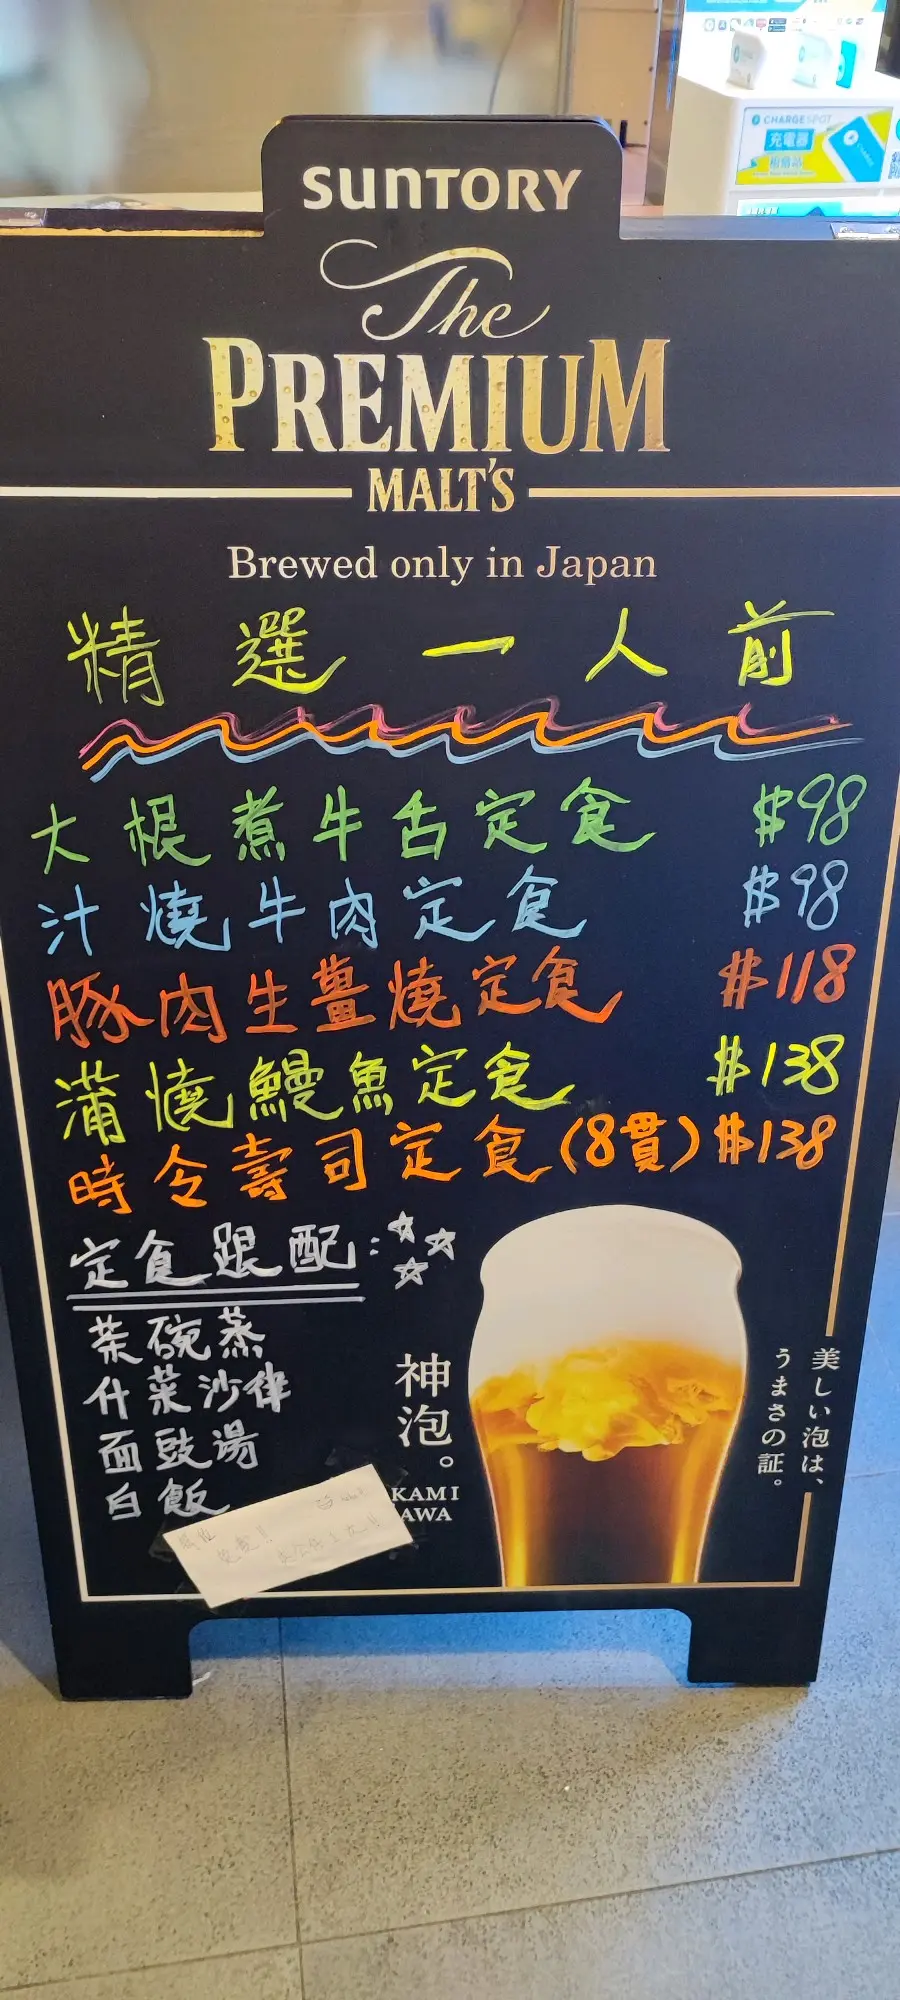 CHARGESPOT
充電器
SUNTORY
The
PREMIUM
MALT'S
Brewed only in Japan
精選一人前
大根煮牛舌定食 $98
汁燒牛肉定食 $98
豚肉生薑燒定食 $118
蒲燒鰻魚定食 $138
時令壽司定食(8貫) $138
定食跟配:
茶碗蒸
什菜沙律
面豉湯
白飯
神泡。
KAMI
AWA
美しい泡は、
うまさの証。